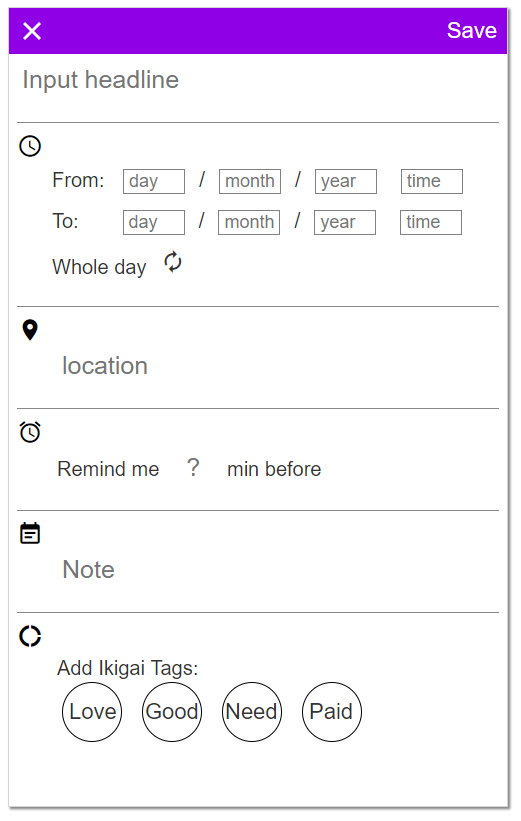 Save
Input headline
From: day / month / year time
To: day / month / year time
Whole day
location
Remind me ? min before
Note
Add Ikigai Tags:
Love Good Need Paid